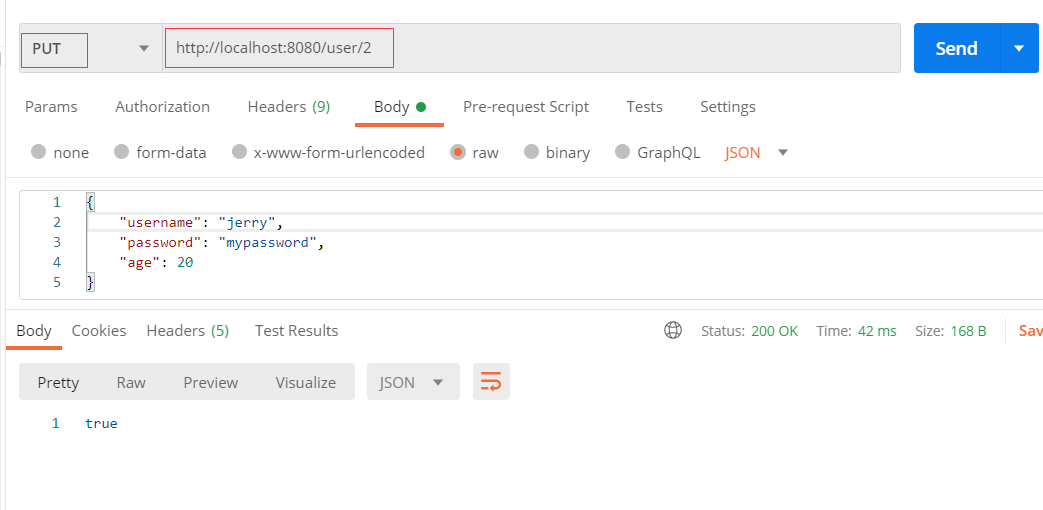 PUT http://localhost:8080/user/2 Send
Params Authorization Headers (9) Body Pre-request Script Tests Settings
none form-data x-www-form-urlencoded raw binary GraphQL JSON
1 {
2 "username": "jerry",
3 "password": "mypassword",
4 "age": 20
5 }
Body Cookies Headers (5) Test Results Status: 200 OK Time: 42 ms Size: 168 B Sav
Pretty Raw Preview Visualize JSON
1 true